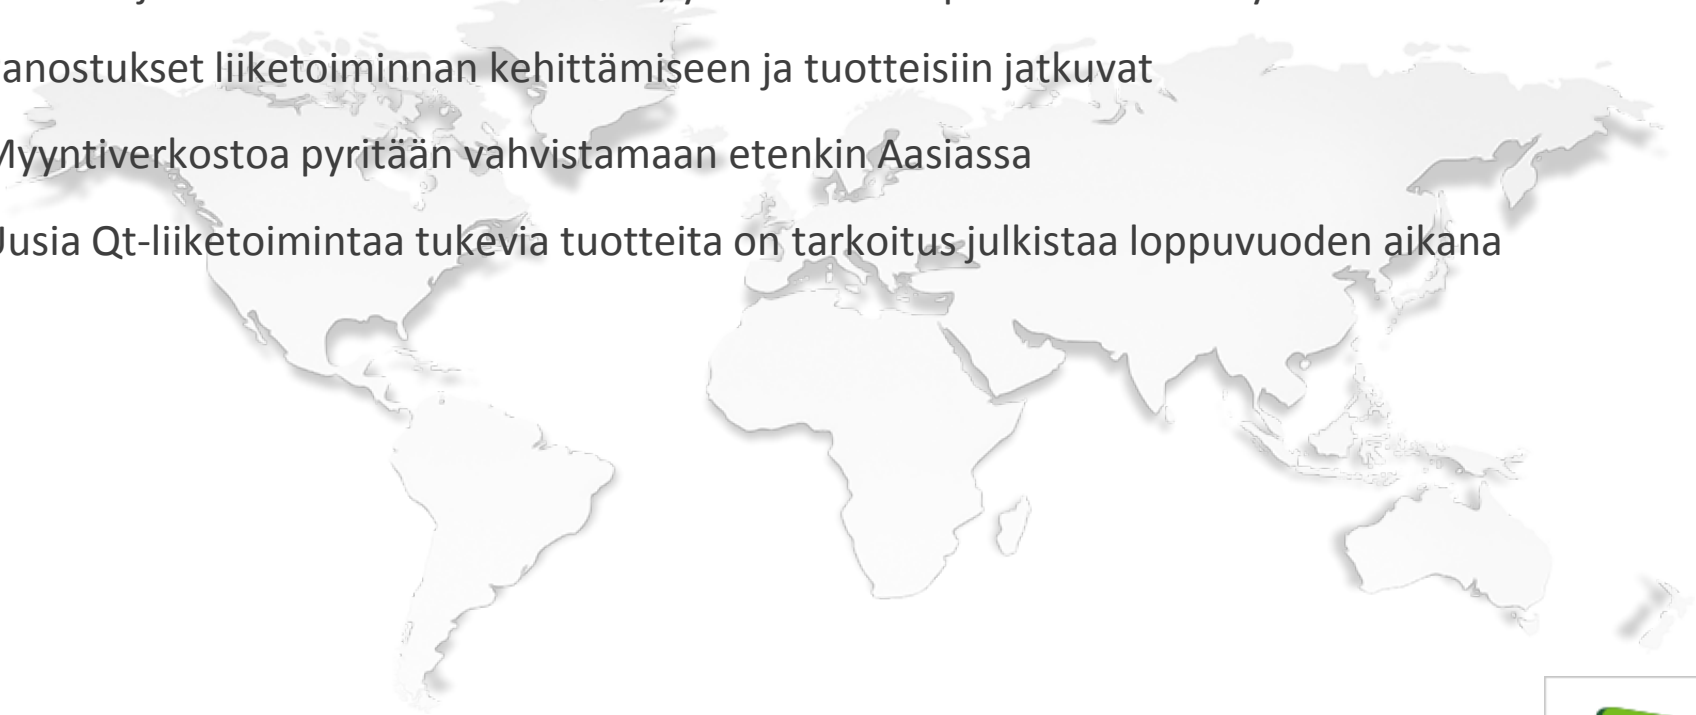 anostukset liiketoiminnan kehittämiseen ja tuotteisiin jatkuvat
Myyntiverkostoa pyritään vahvistamaan etenkin Aasiassa
Uusia Qt-liiketoimintaa tukevia tuotteita on tarkoitus julkistaa loppuvuoden aikana